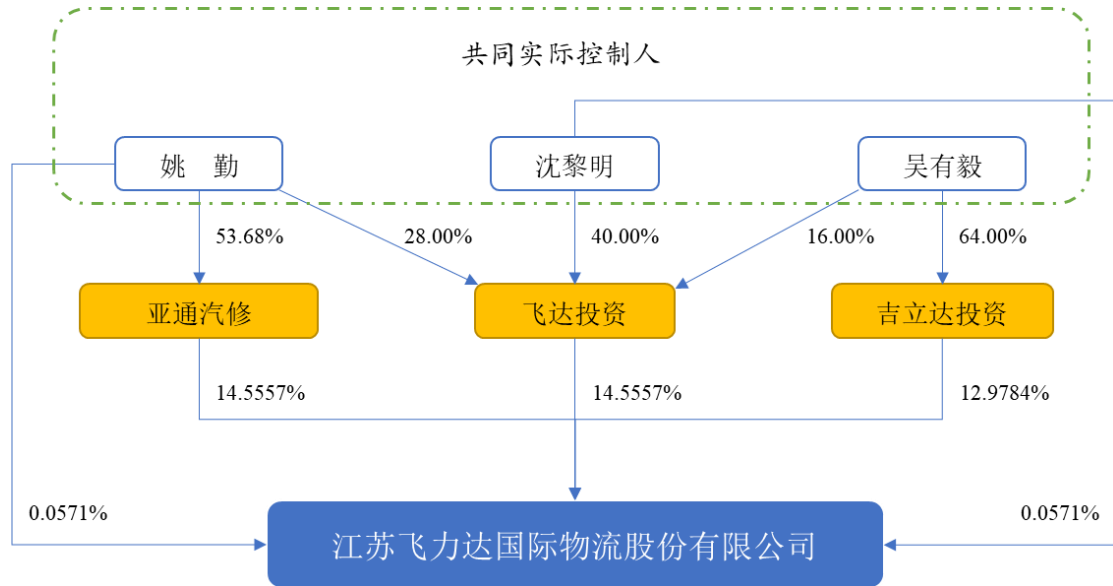 共同实际控制人
姚 勤
沈黎明
吴有毅
53.68%
28.00%
40.00%
16.00%
64.00%
亚通汽修
飞达投资
吉立达投资
14.5557%
14.5557%
12.9784%
0.0571%
0.0571%
江苏飞力达国际物流股份有限公司